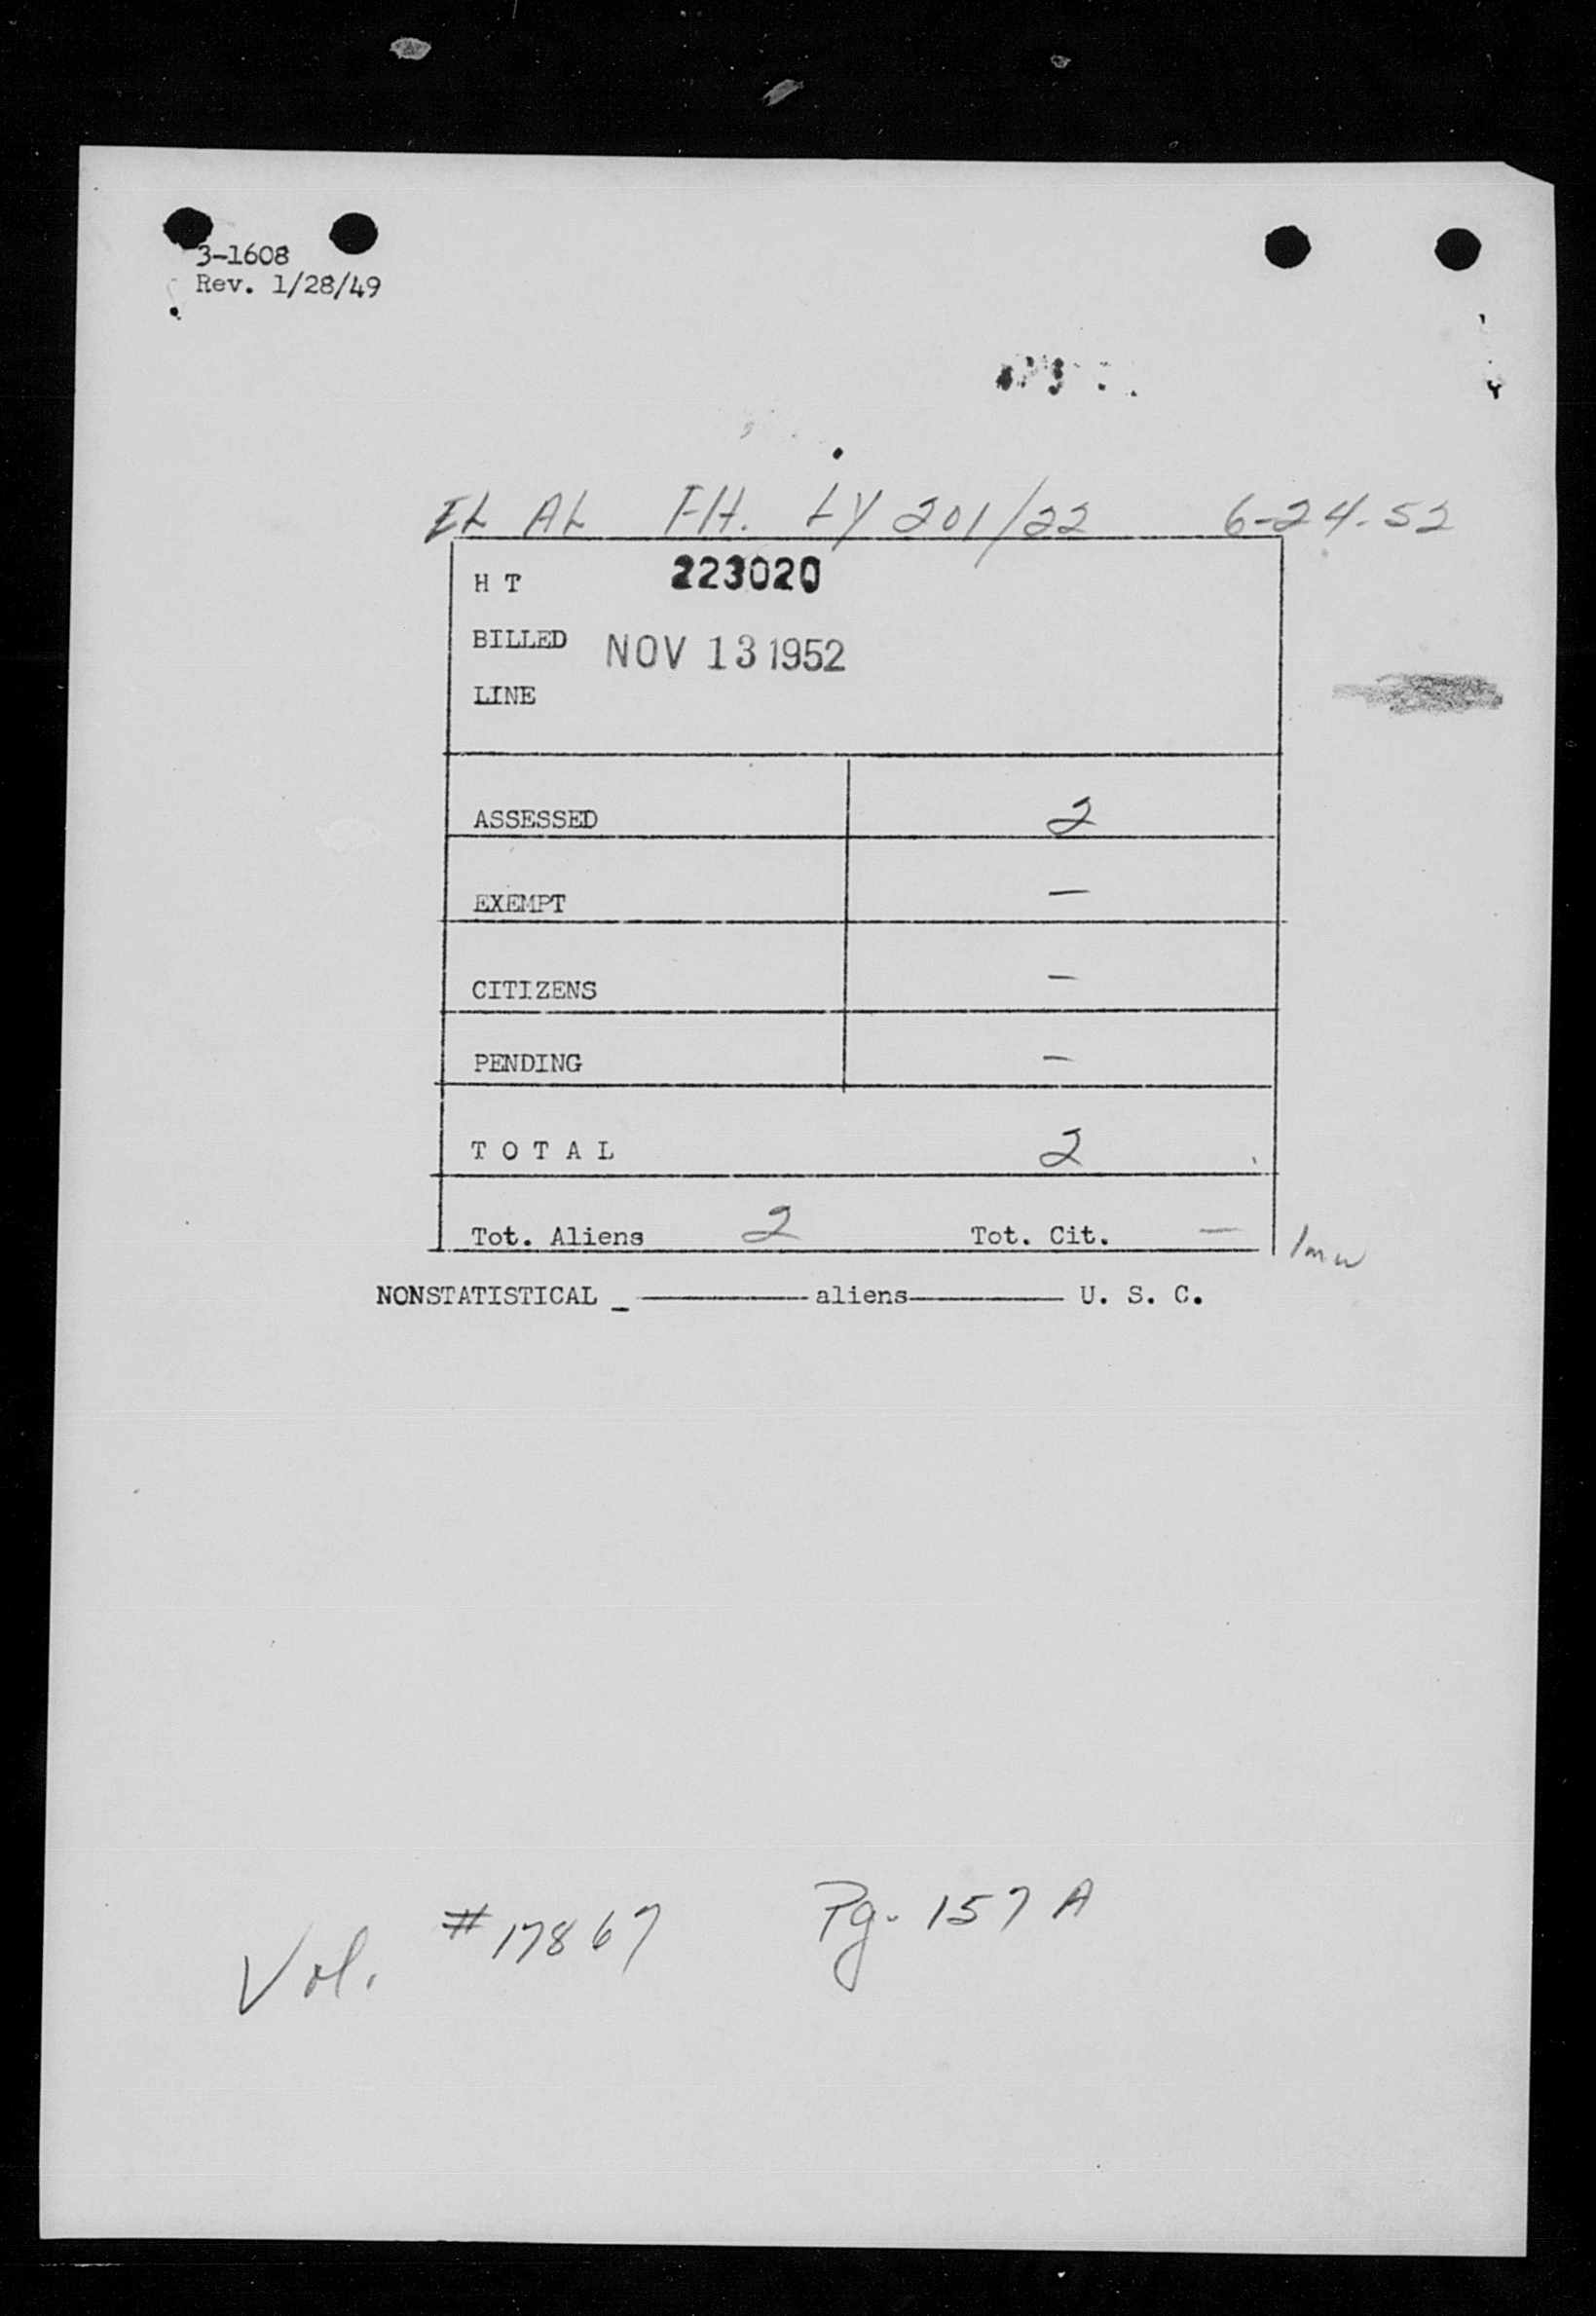 3-1608
Rev. 1/28/49
EL AL FH. LY 201/22 6-24-52
H T 223020
BILLED NOV 13 1952
LINE
ASSESSED 2
EXEMPT —
CITIZENS —
PENDING —
T O T A L 2
Tot. Aliens 2 Tot. Cit. —
NONSTATISTICAL _ ———— aliens ———— U. S. C.
Vol. #17867 Pg. 157 A